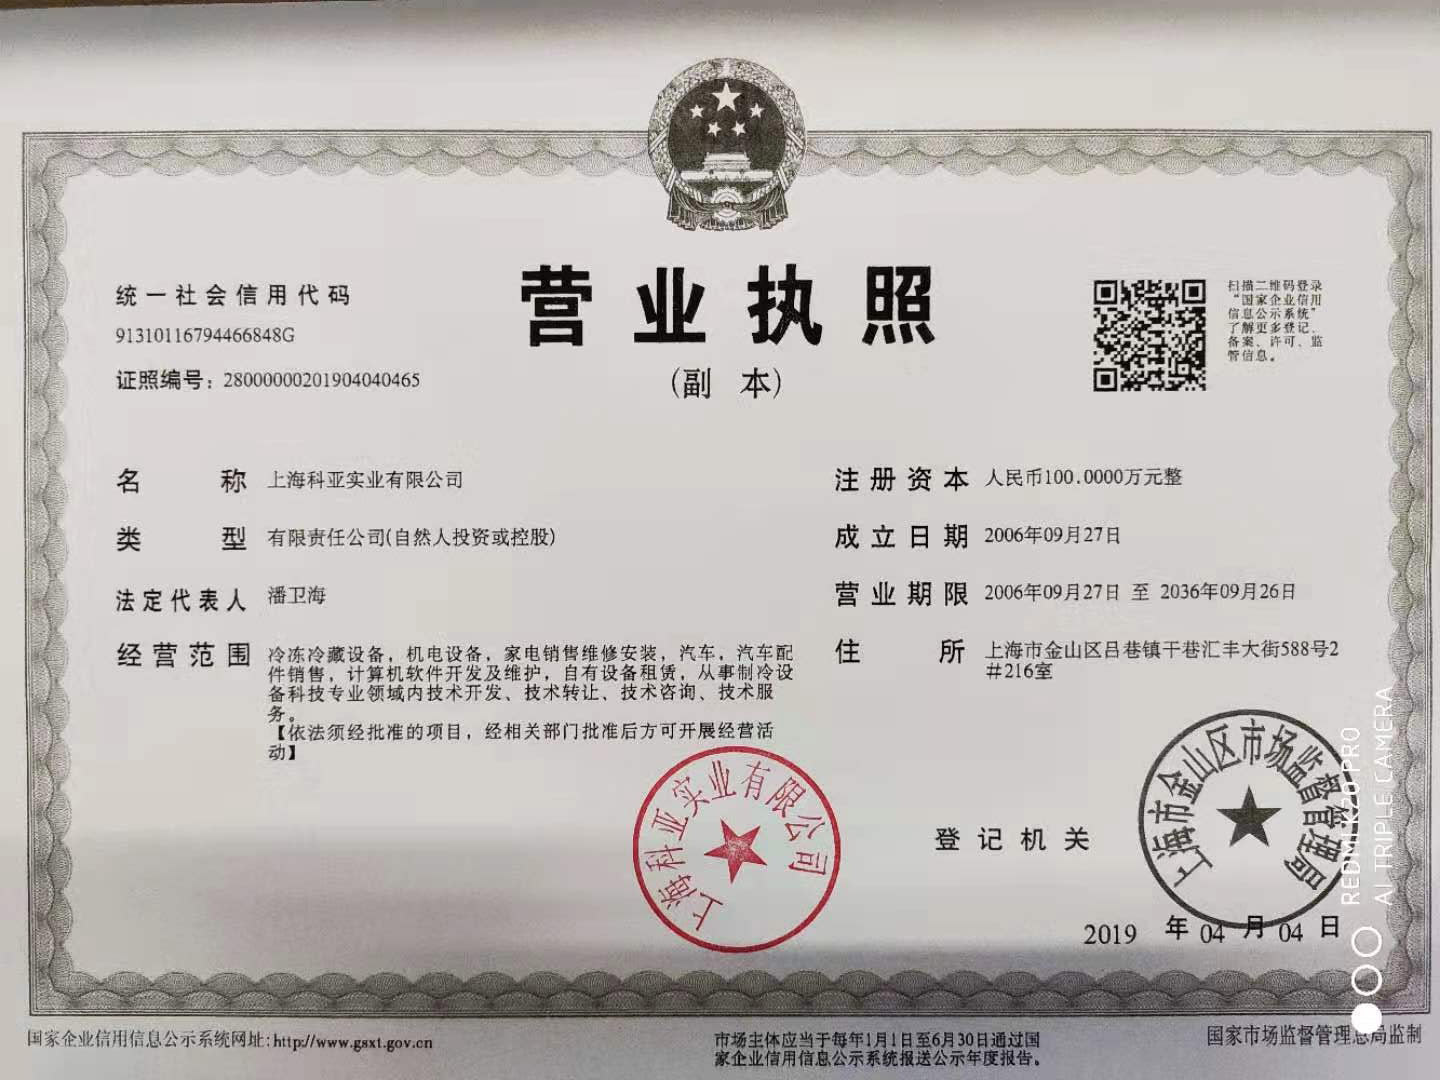 营业执照
(副 本)
统一社会信用代码
91310116794466848G
证照编号：28000000201904040465
扫描二维码登录
“国家企业信用
信息公示系统”
了解更多登记、
备案、许可、监
管信息。
名 称 上海科亚实业有限公司
类 型 有限责任公司(自然人投资或控股)
法定代表人 潘卫海
经营范围 冷冻冷藏设备，机电设备，家电销售维修安装，汽车，汽车配
件销售，计算机软件开发及维护，自有设备租赁，从事制冷设
备科技专业领域内技术开发、技术转让、技术咨询、技术服
务。
【依法须经批准的项目，经相关部门批准后方可开展经营活
动】
注册资本 人民币100.0000万元整
成立日期 2006年09月27日
营业期限 2006年09月27日 至 2036年09月26日
住 所 上海市金山区吕巷镇干巷汇丰大街588号2
#216室
上海科亚实业有限公司
登记机关
上海市金山区市场监督管理局
2019 年 04 月 04 日
REDMI K20 PRO
AI TRIPLE CAMERA
国家企业信用信息公示系统网址:http://www.gsxt.gov.cn
市场主体应当于每年1月1日至6月30日通过国
家企业信用信息公示系统报送公示年度报告。
国家市场监督管理总局监制